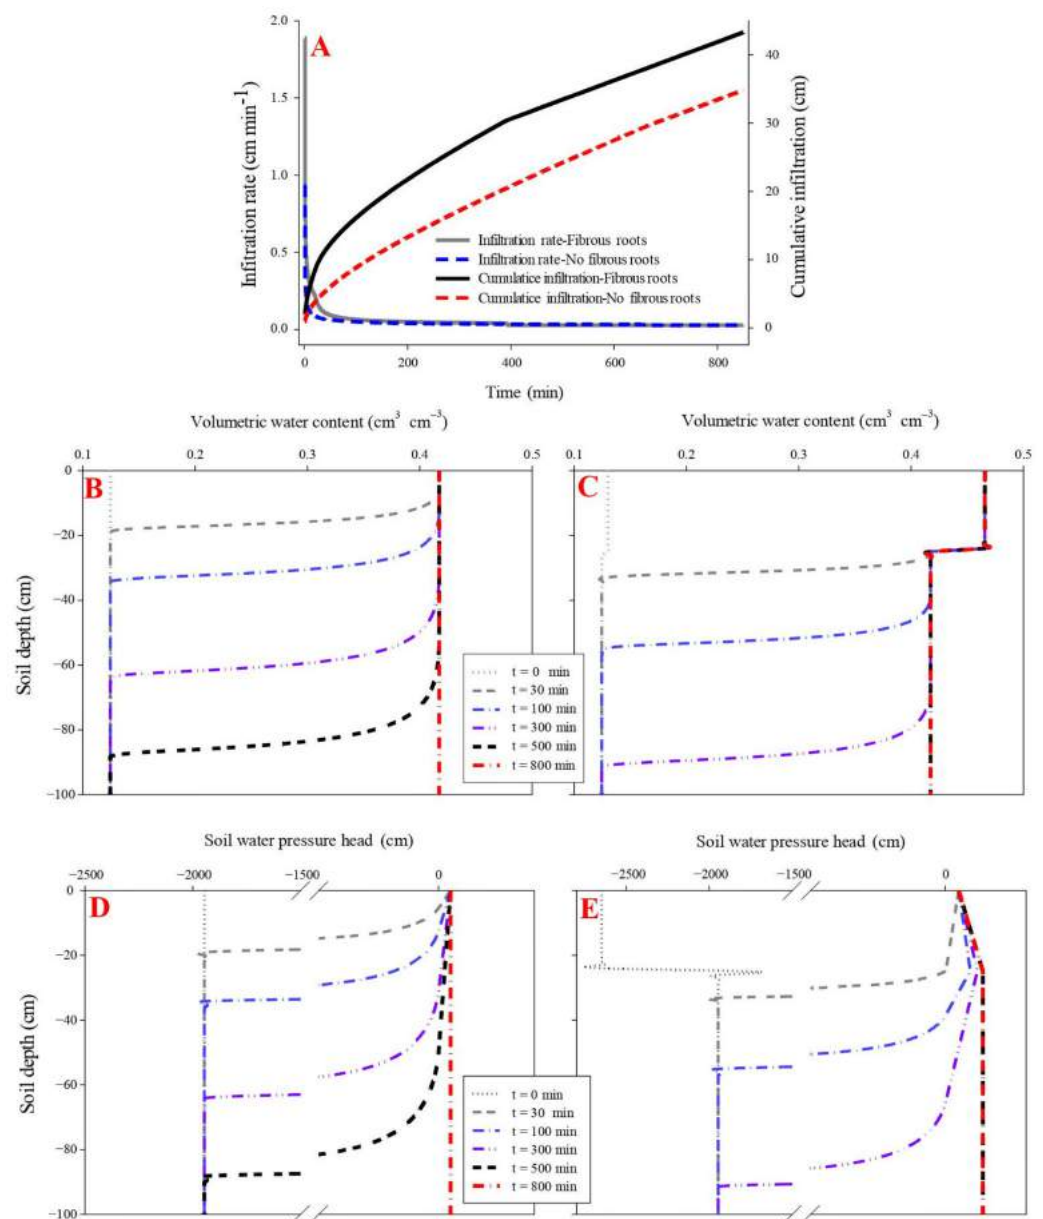 A
2.0
1.5
1.0
0.5
0.0
Infitration rate (cm min⁻¹)
40
30
20
10
0
Cumulative infiltration (cm)
Infiltration rate-Fibrous roots
Infiltration rate-No fibrous roots
Cumulatice infiltration-Fibrous roots
Cumulatice infiltration-No fibrous roots
0 200 400 600 800
Time (min)
Volumetric water content (cm³ cm⁻³)
0.1 0.2 0.3 0.4 0.5
B
0
−20
−40
−60
−80
−100
Soil depth (cm)
Volumetric water content (cm³ cm⁻³)
0.1 0.2 0.3 0.4 0.5
C
t = 0 min
t = 30 min
t = 100 min
t = 300 min
t = 500 min
t = 800 min
Soil water pressure head (cm)
−2500 −2000 −1500 0
D
0
−20
−40
−60
−80
−100
Soil depth (cm)
Soil water pressure head (cm)
−2500 −2000 −1500 0
E
t = 0 min
t = 30 min
t = 100 min
t = 300 min
t = 500 min
t = 800 min